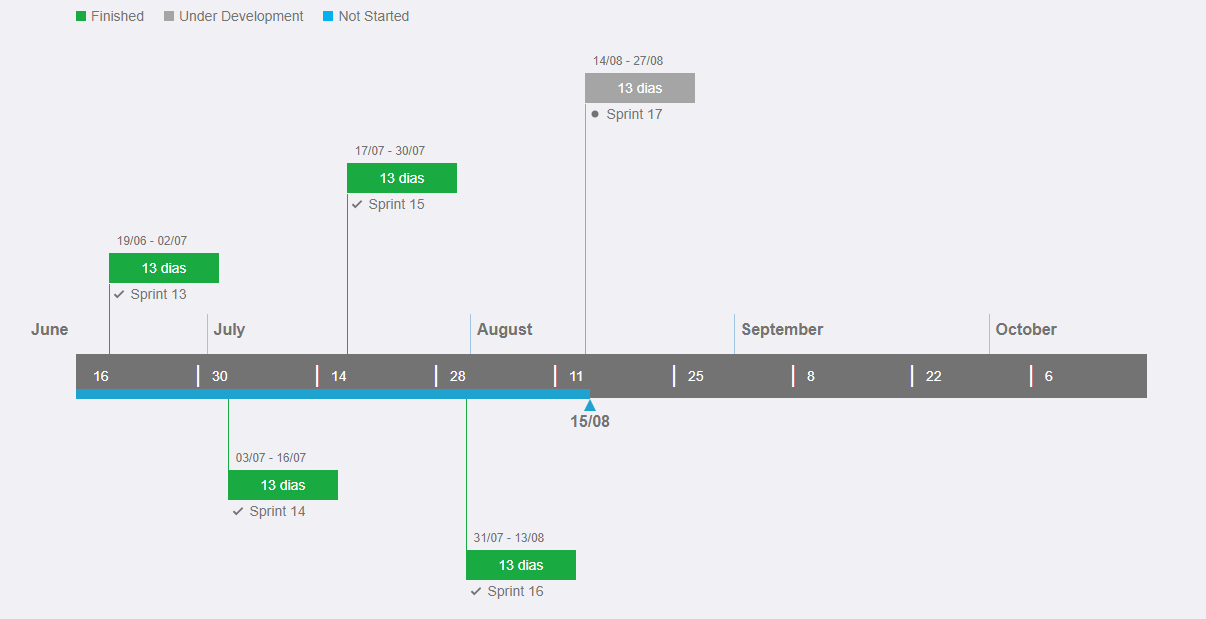 Finished Under Development Not Started
14/08 - 27/08
13 dias
Sprint 17
17/07 - 30/07
13 dias
Sprint 15
19/06 - 02/07
13 dias
Sprint 13
June July August September October
16 30 14 28 11 25 8 22 6
15/08
03/07 - 16/07
13 dias
Sprint 14
31/07 - 13/08
13 dias
Sprint 16